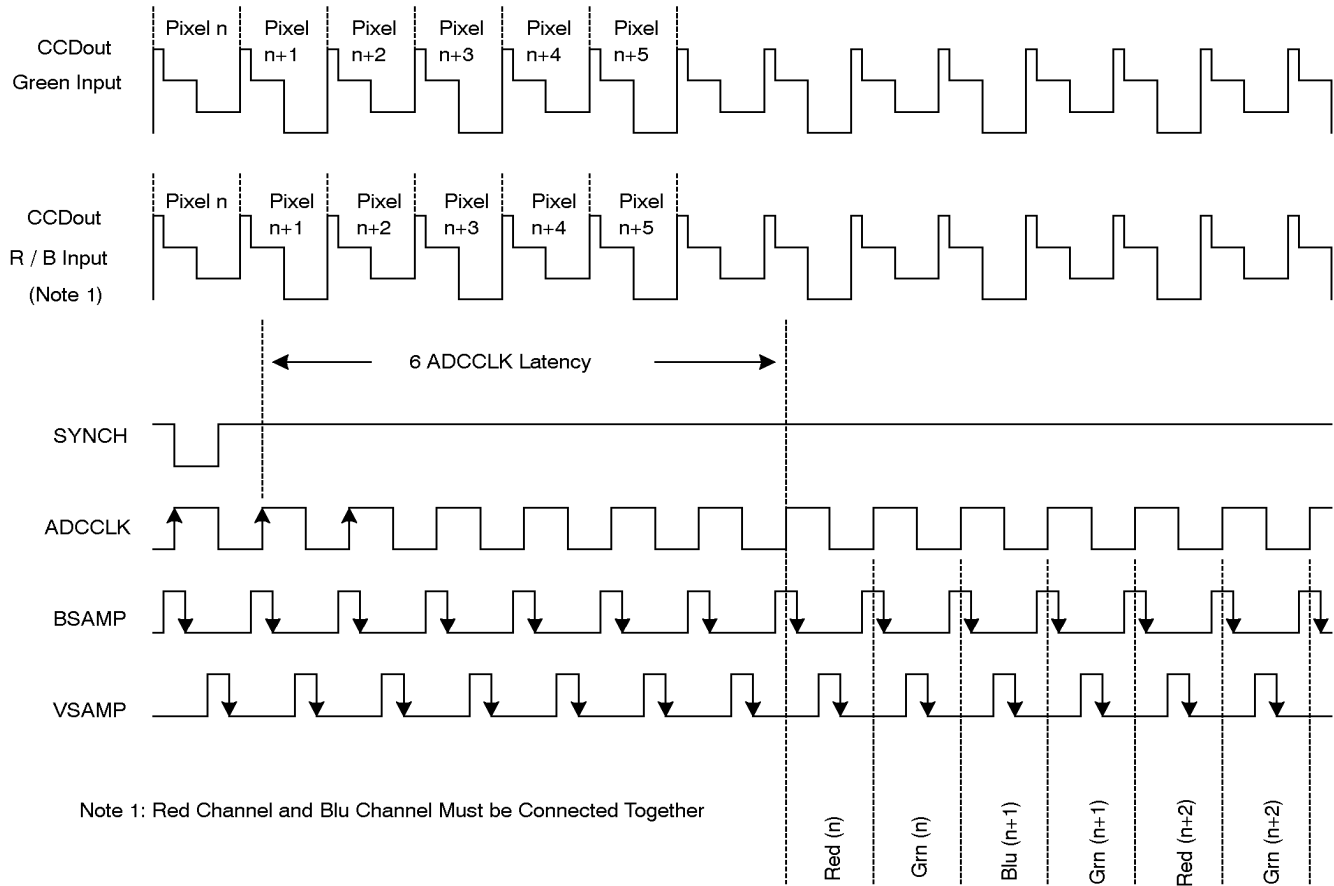 CCDout
Green Input
Pixel n
Pixel
n+1
Pixel
n+2
Pixel
n+3
Pixel
n+4
Pixel
n+5
CCDout
R / B Input
(Note 1)
Pixel n
Pixel
n+1
Pixel
n+2
Pixel
n+3
Pixel
n+4
Pixel
n+5
6 ADCCLK Latency
SYNCH
ADCCLK
BSAMP
VSAMP
Note 1: Red Channel and Blu Channel Must be Connected Together
Red (n)
Grn (n)
Blu (n+1)
Grn (n+1)
Red (n+2)
Grn (n+2)